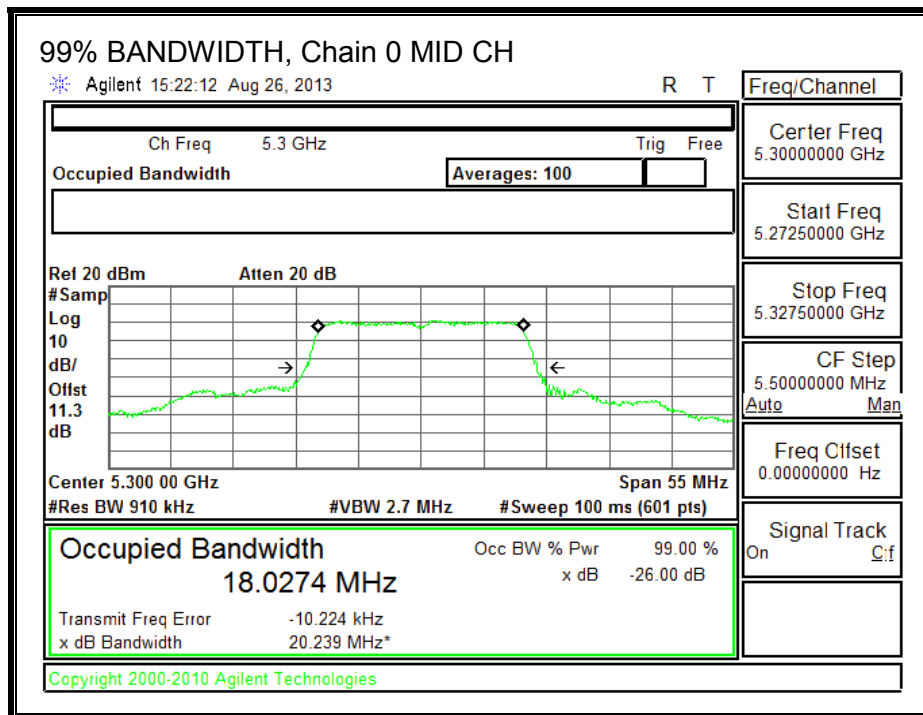 99% BANDWIDTH, Chain 0 MID CH
Agilent 15:22:12 Aug 26, 2013 R T
Ch Freq 5.3 GHz Trig Free
Occupied Bandwidth Averages: 100
Ref 20 dBm Atten 20 dB
#Samp
Log
10
dB/
Offst
11.3
dB
Center 5.300 00 GHz Span 55 MHz
#Res BW 910 kHz #VBW 2.7 MHz #Sweep 100 ms (601 pts)
Occupied Bandwidth Occ BW % Pwr 99.00 %
18.0274 MHz x dB -26.00 dB
Transmit Freq Error -10.224 kHz
x dB Bandwidth 20.239 MHz*
Copyright 2000-2010 Agilent Technologies
Freq/Channel
Center Freq
5.30000000 GHz
Start Freq
5.27250000 GHz
Stop Freq
5.32750000 GHz
CF Step
5.50000000 MHz
Auto Man
Freq Offset
0.00000000 Hz
Signal Track
On Off